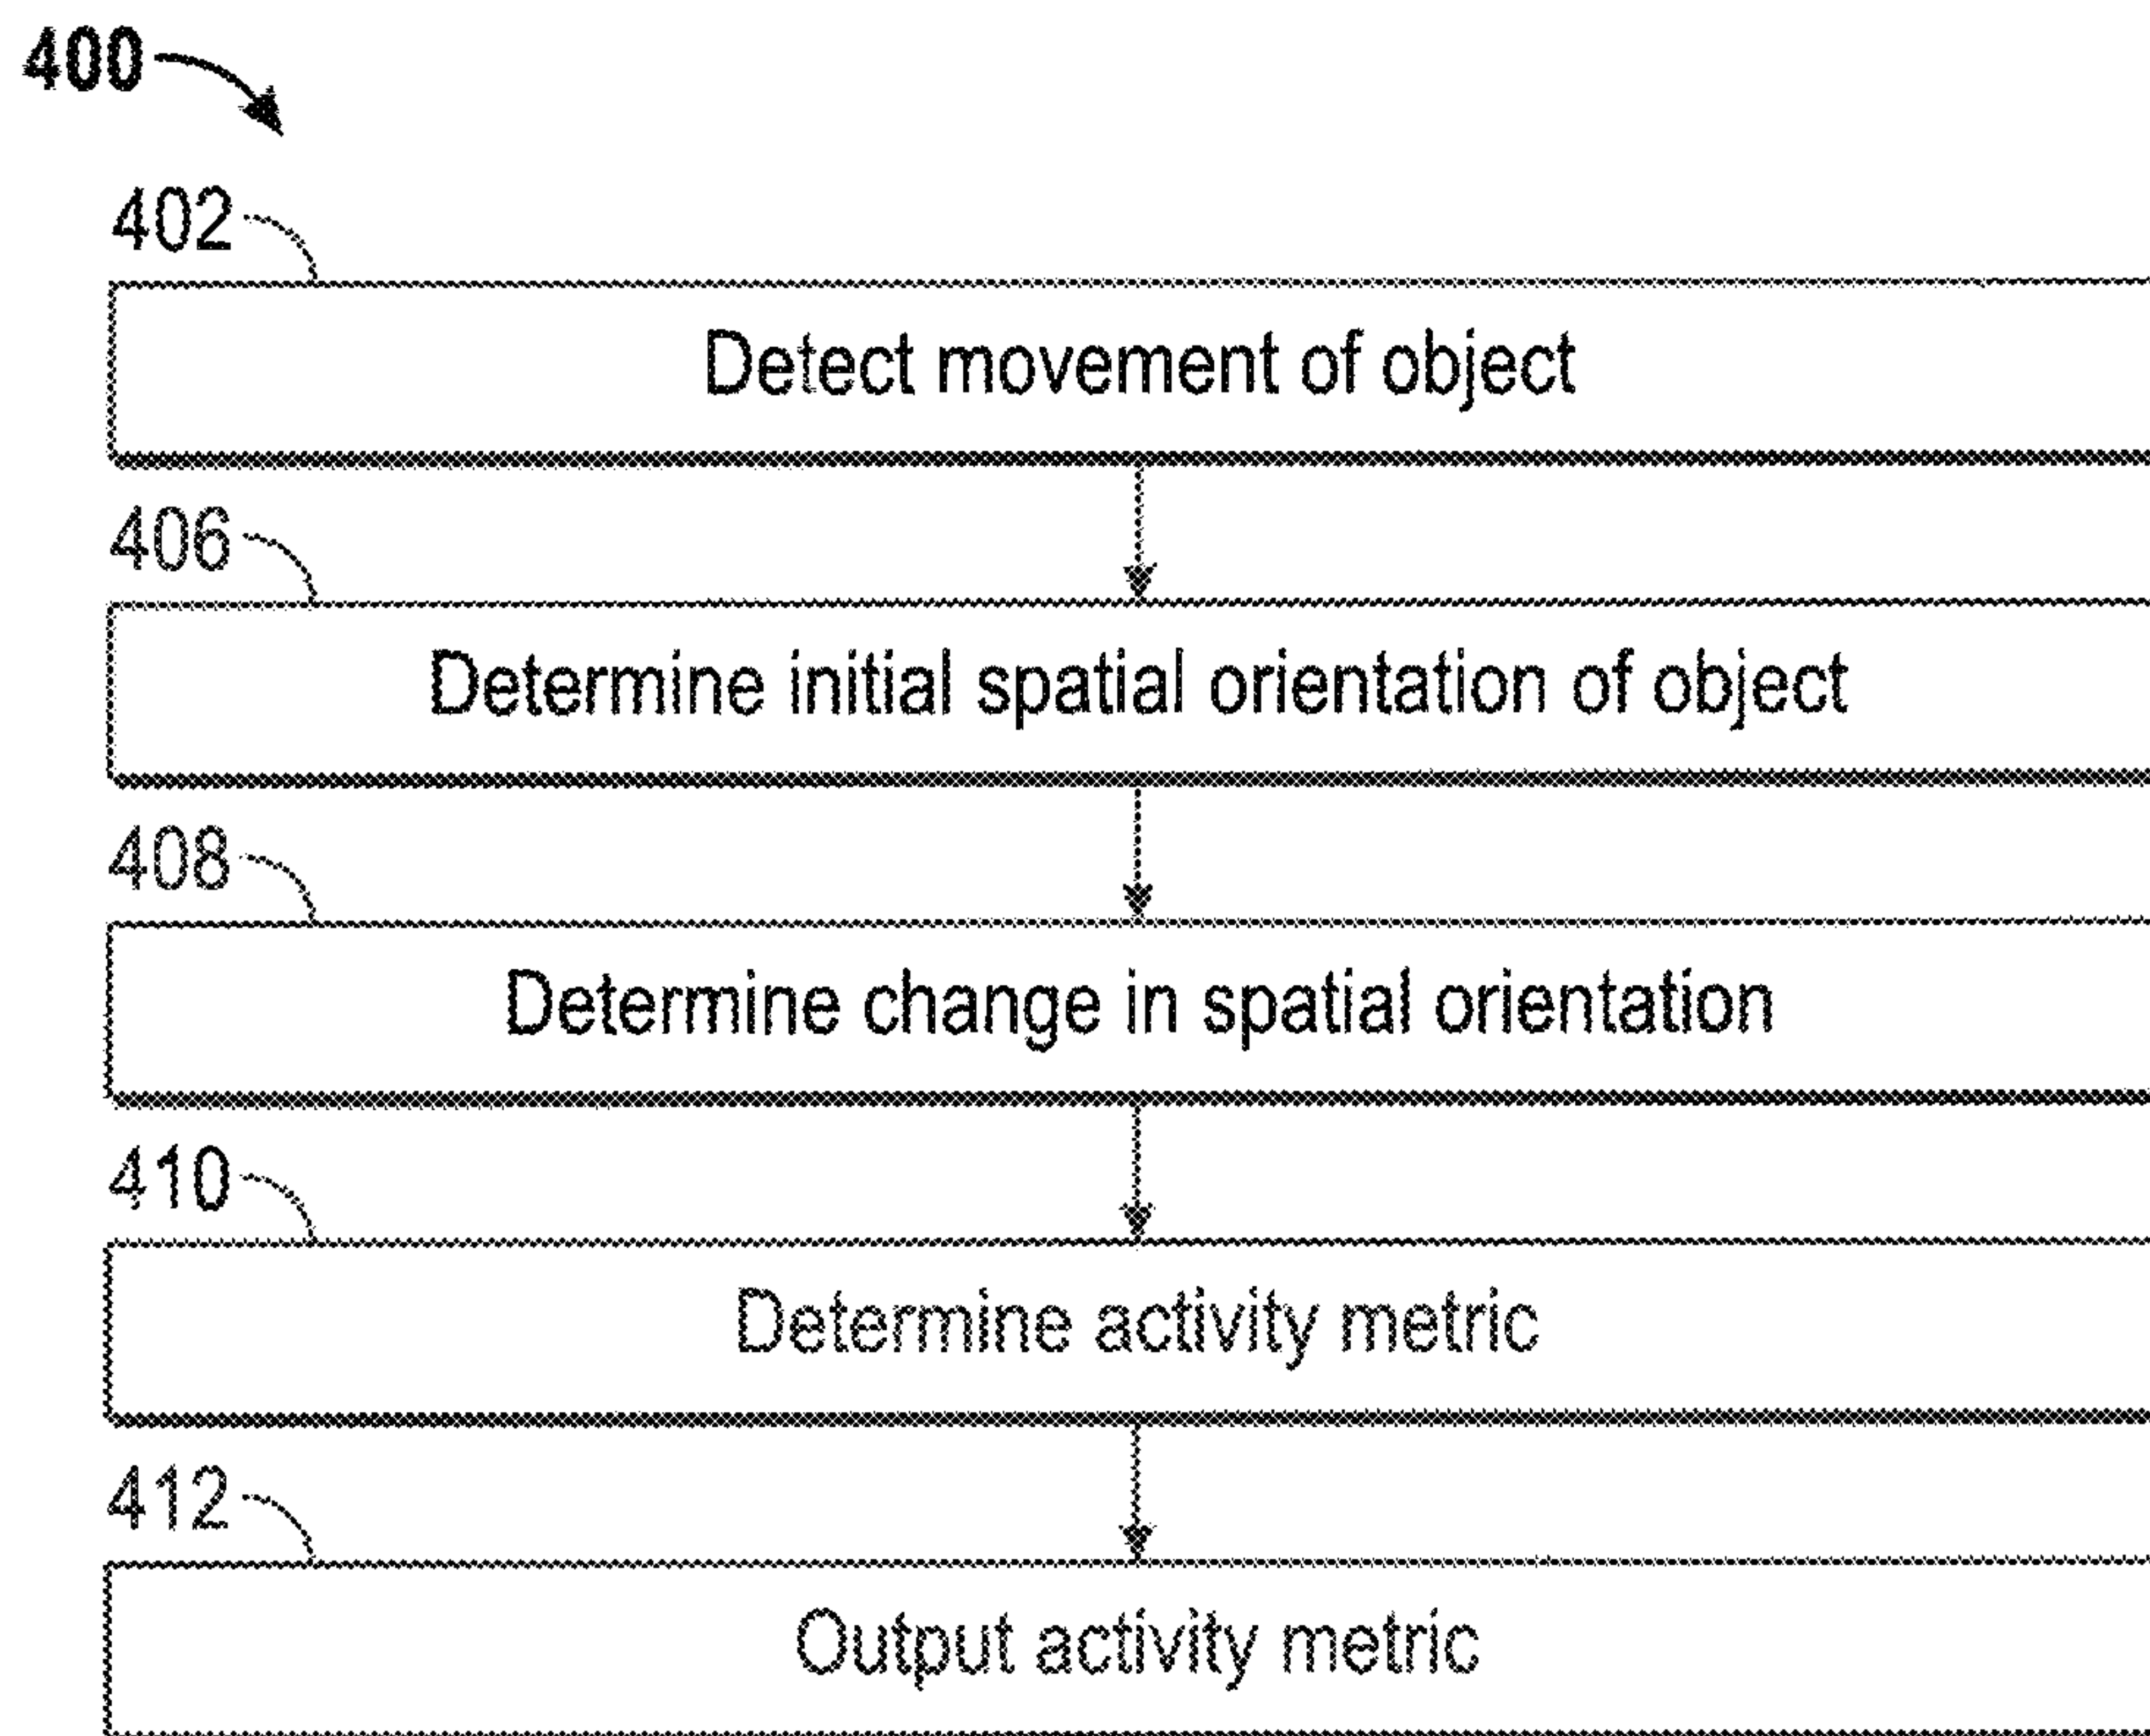 400
402
Detect movement of object
406
Determine initial spatial orientation of object
408
Determine change in spatial orientation
410
Determine activity metric
412
Output activity metric